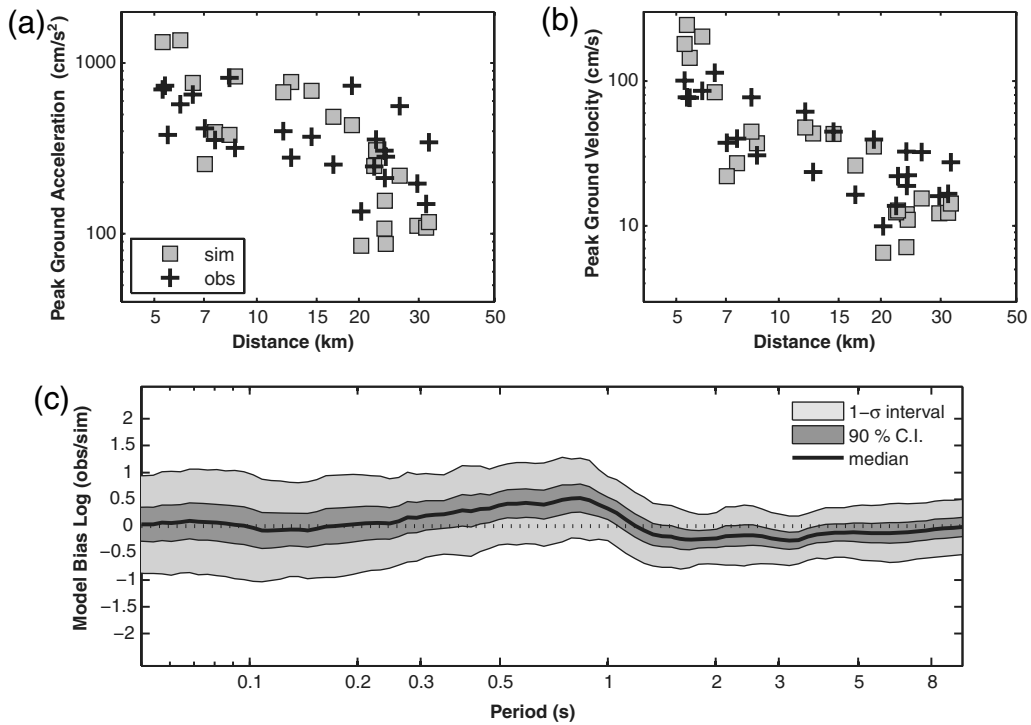 (a)
Peak Ground Acceleration (cm/s²)
1000
100
sim
obs
5 7 10 15 20 30 50
Distance (km)
(b)
Peak Ground Velocity (cm/s)
100
10
5 7 10 15 20 30 50
Distance (km)
(c)
Model Bias Log (obs/sim)
2
1.5
1
0.5
0
−0.5
−1
−1.5
−2
1−σ interval
90 % C.I.
median
0.1 0.2 0.3 0.5 1 2 3 5 8
Period (s)